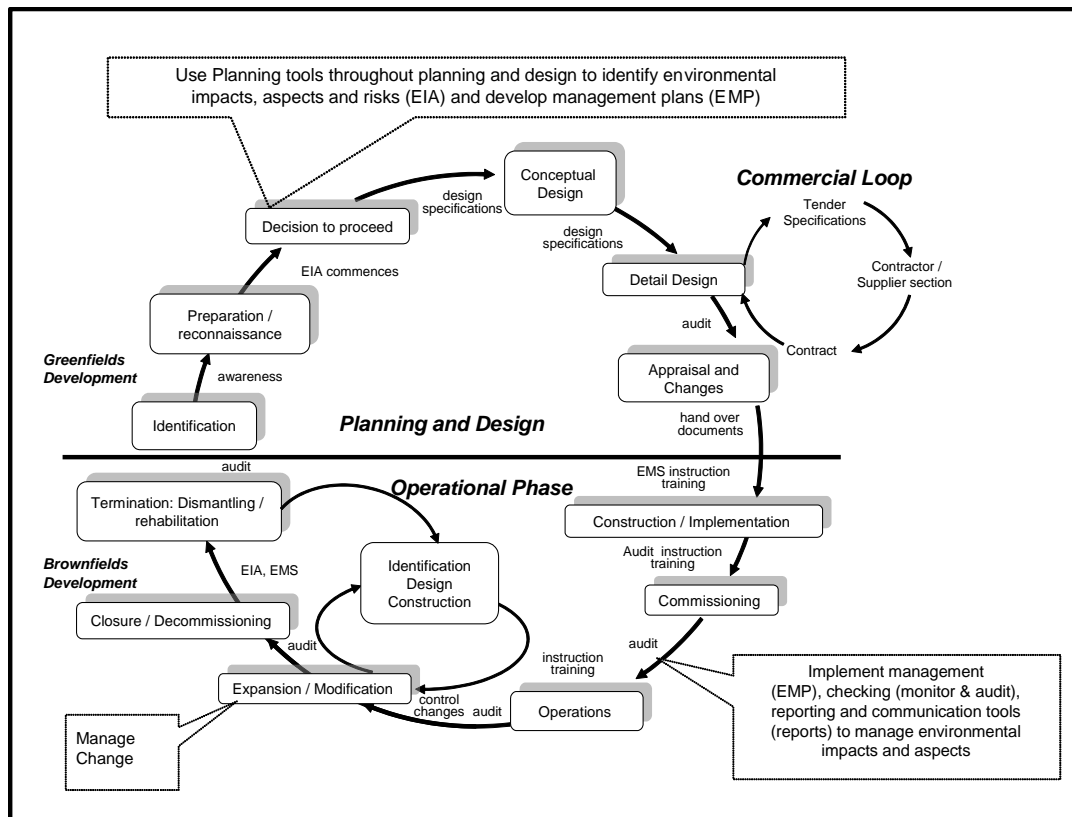 Use Planning tools throughout planning and design to identify environmental
impacts, aspects and risks (EIA) and develop management plans (EMP)
Conceptual
Design
Commercial Loop
design
specifications
Tender
Specifications
Decision to proceed
design
specifications
EIA commences
Detail Design
Contractor /
Supplier section
Preparation /
reconnaissance
audit
Contract
Greenfields
Development
awareness
Appraisal and
Changes
Identification
Planning and Design
hand over
documents
audit
Operational Phase
EMS instruction
training
Termination: Dismantling /
rehabilitation
Construction / Implementation
Brownfields
Development
EIA, EMS
Identification
Design
Construction
Audit instruction
training
Closure / Decommissioning
Commissioning
audit
instruction
training
audit
Expansion / Modification
control
changes
audit
Operations
Implement management
(EMP), checking (monitor & audit),
reporting and communication tools
(reports) to manage environmental
impacts and aspects
Manage
Change